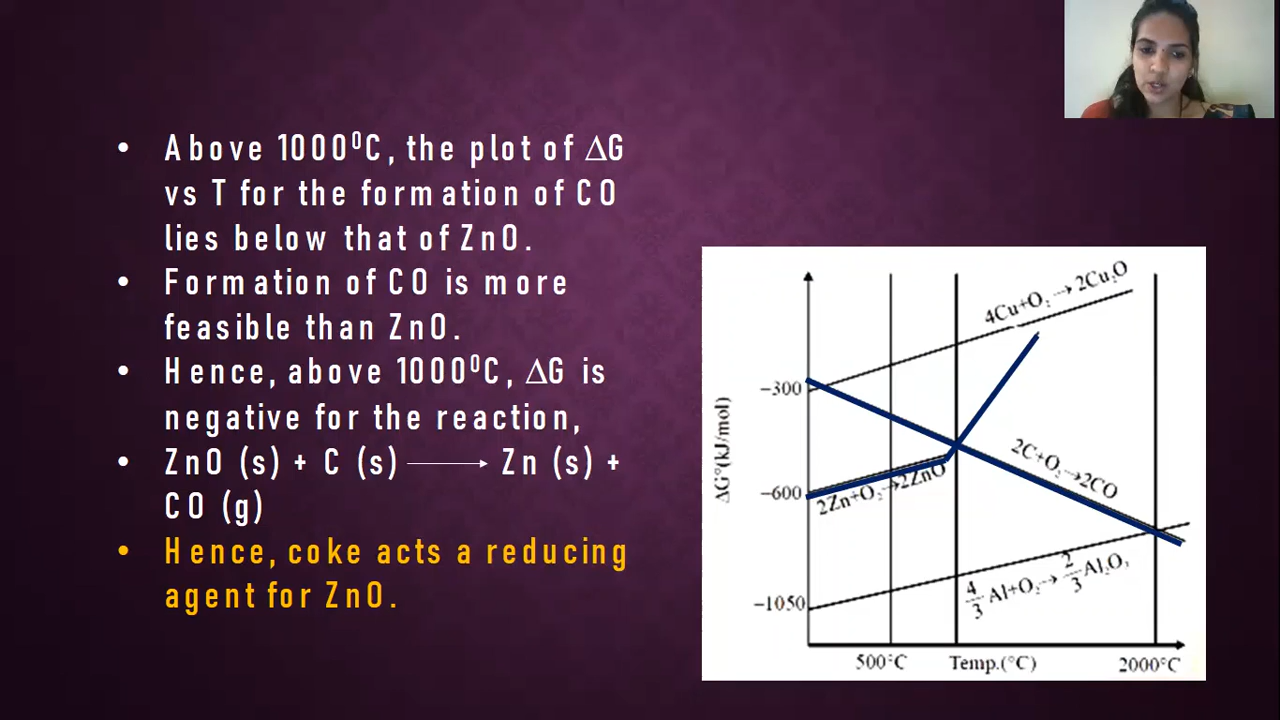 • Above 1000⁰C, the plot of ΔG
vs T for the formation of CO
lies below that of ZnO.
• Formation of CO is more
feasible than ZnO.
• Hence, above 1000⁰C, ΔG is
negative for the reaction,
• ZnO (s) + C (s) ⟶ Zn (s) +
CO (g)
• Hence, coke acts a reducing
agent for ZnO.
4Cu+O₂→2Cu₂O
−300
2C+O₂→2CO
ΔG°(kJ/mol)
−600
2Zn+O₂→2ZnO
4/3 Al+O₂→2/3 Al₂O₃
−1050
500°C Temp.(°C) 2000°C